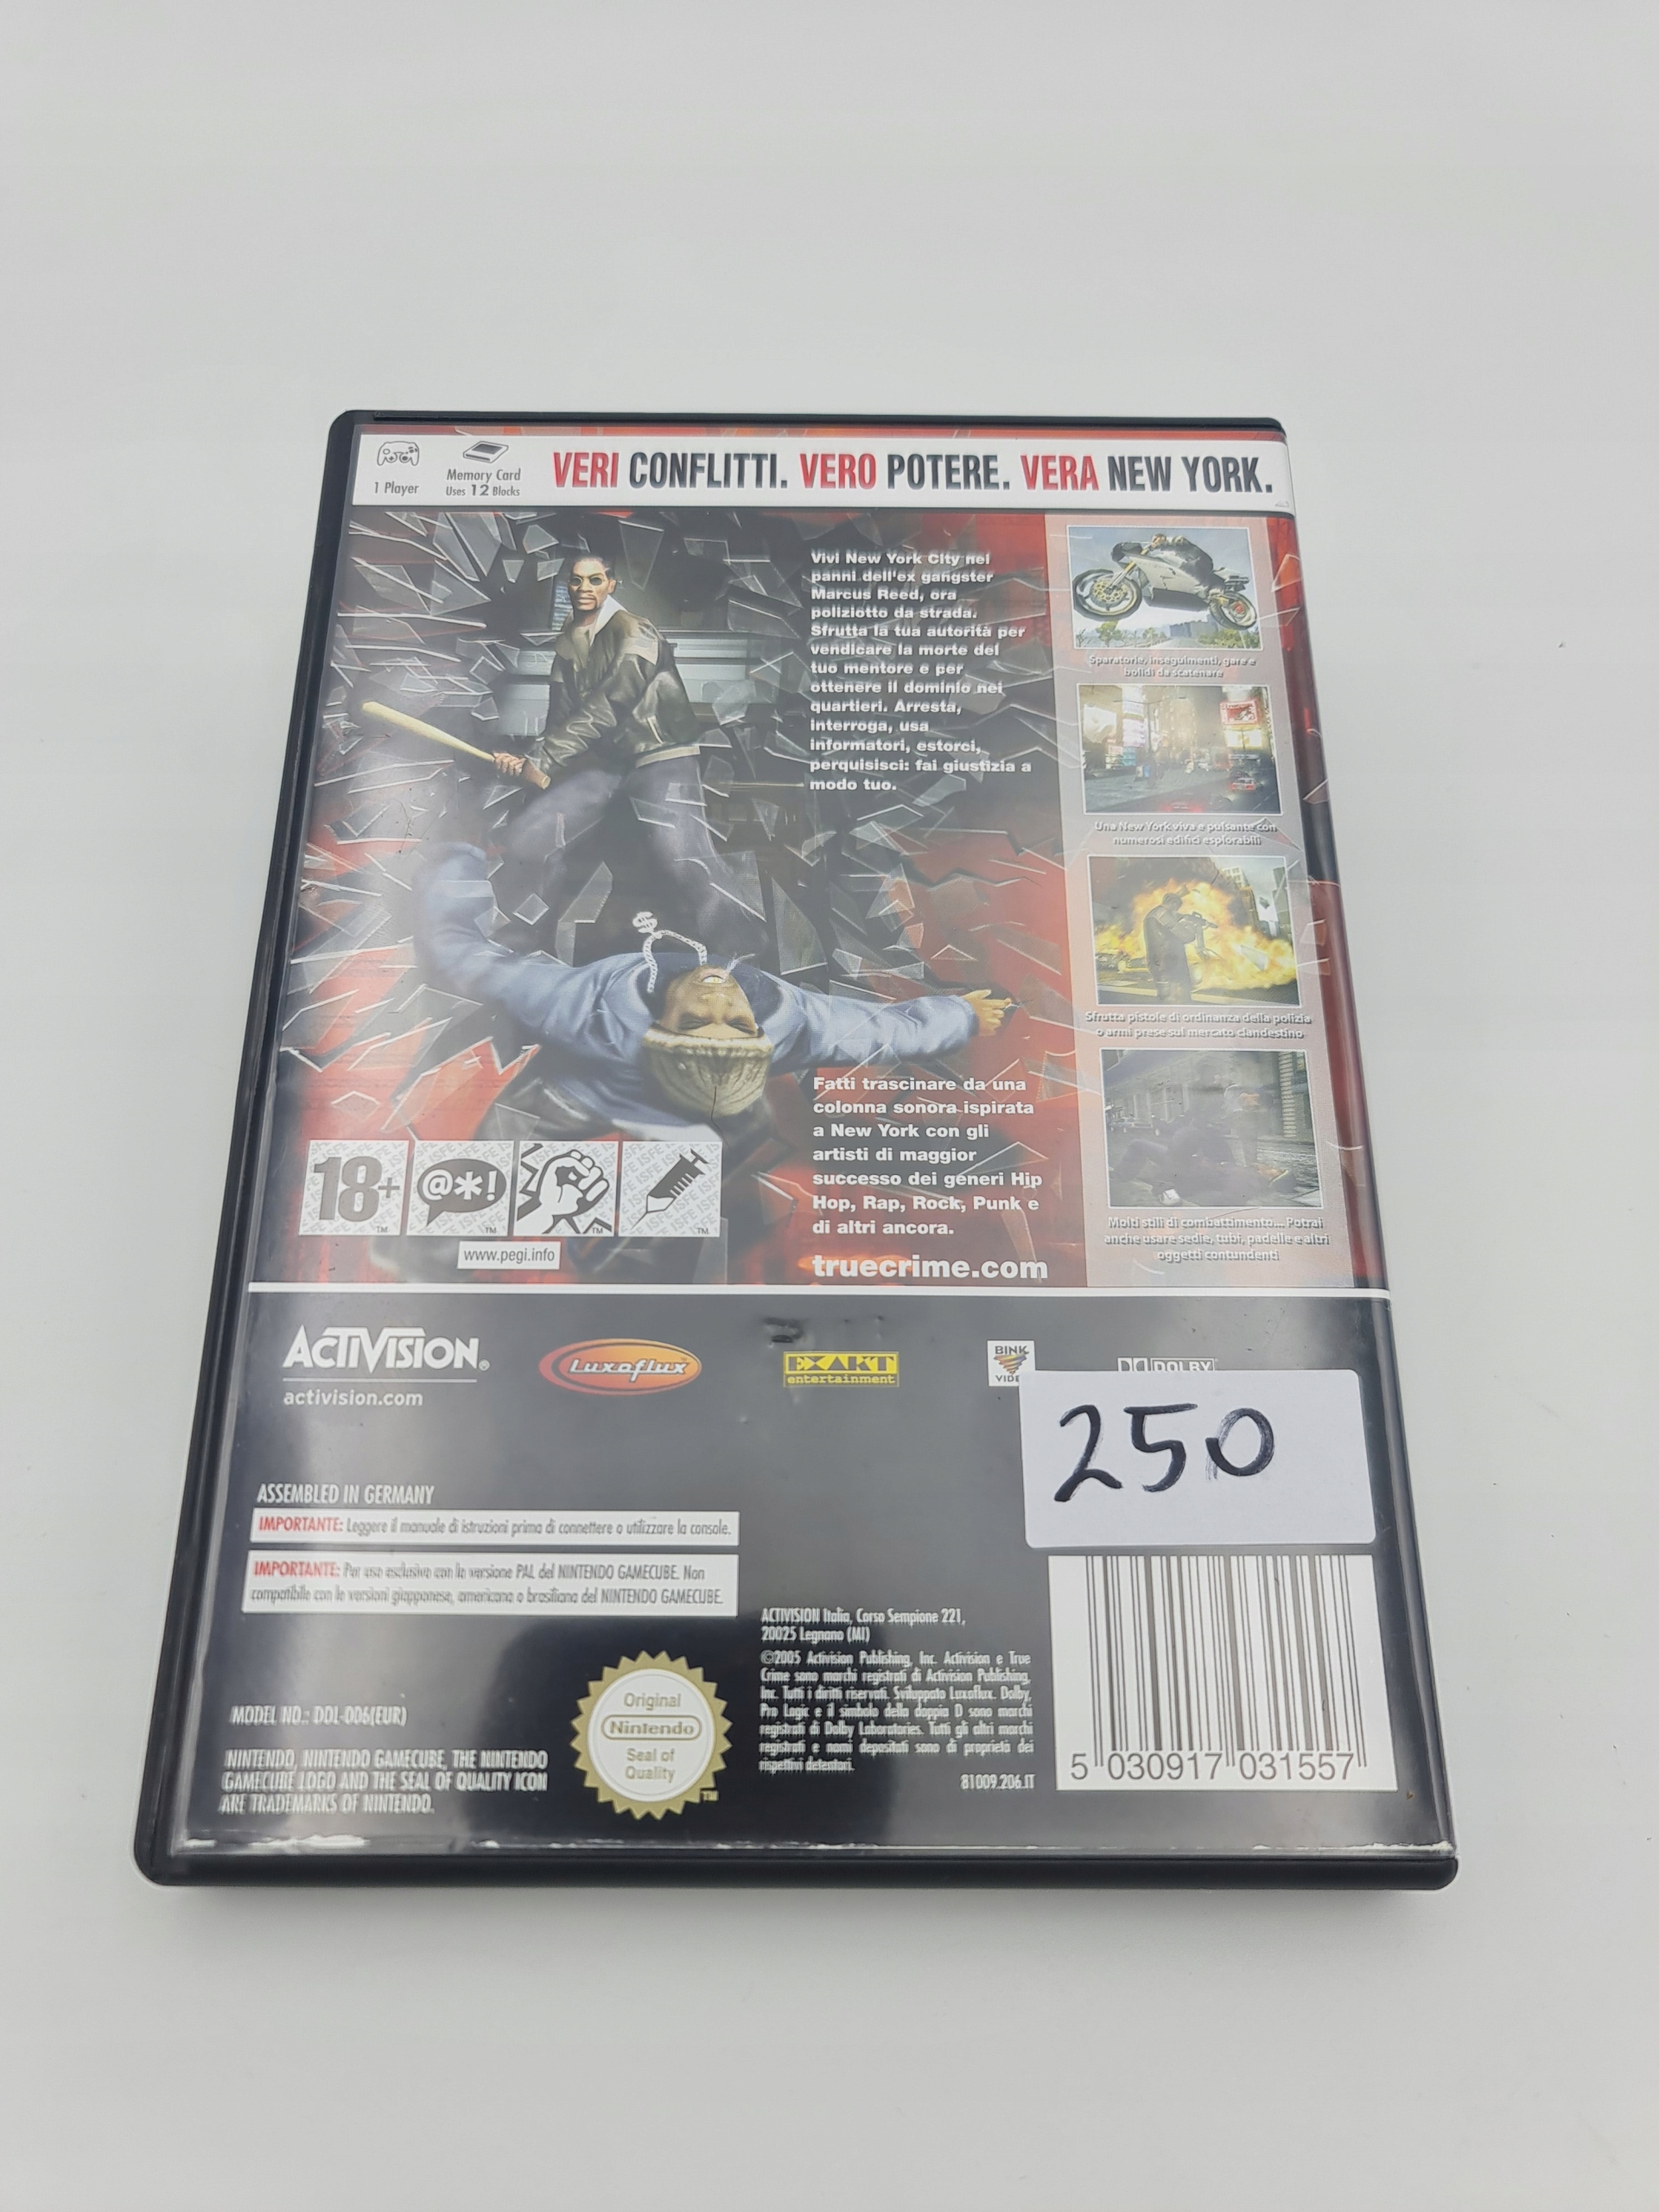 1 Player
Memory Card
Uses 12 Blocks
VERI CONFLITTI. VERO POTERE. VERA NEW YORK.
Vivi New York City nei
panni dell'ex gangster
Marcus Reed, ora
poliziotto da strada.
Sfrutta la tua autorità per
vendicare la morte del
tuo mentore e per
ottenere il dominio nei
quartieri. Arresta,
interroga, usa
informatori, estorci,
perquisisci: fai giustizia a
modo tuo.
Sparatorie, inseguimenti, gare e
bolidi da scatenare
Una New York viva e pulsante con
numerosi edifici esplorabili
Sfrutta pistole di ordinanza della polizia
o armi prese sul mercato clandestino
Molti stili di combattimento... Potrai
anche usare sedie, tubi, padelle e altri
oggetti contundenti
Fatti trascinare da una
colonna sonora ispirata
a New York con gli
artisti di maggior
successo dei generi Hip
Hop, Rap, Rock, Punk e
di altri ancora.
truecrime.com
18+
@*!
www.pegi.info
ACTIVISION®
activision.com
Luxoflux
EXAKT
entertainment
BINK
VIDE
DOLBY
250
ASSEMBLED IN GERMANY
IMPORTANTE: Leggere il manuale di istruzioni prima di connettere o utilizzare la console.
IMPORTANTE: Per uso esclusivo con la versione PAL del NINTENDO GAMECUBE. Non
compatibile con le versioni giapponese, americana o brasiliana del NINTENDO GAMECUBE.
MODEL NO.: DOL-006(EUR)
NINTENDO, NINTENDO GAMECUBE, THE NINTENDO
GAMECUBE LOGO AND THE SEAL OF QUALITY ICON
ARE TRADEMARKS OF NINTENDO.
Original
Nintendo
Seal of
Quality
TM
ACTIVISION Italia, Corso Sempione 221,
20025 Legnano (MI)
©2005 Activision Publishing, Inc. Activision e True
Crime sono marchi registrati di Activision Publishing,
Inc. Tutti i diritti riservati. Sviluppato Luxoflux. Dolby,
Pro Logic e il simbolo della doppia D sono marchi
registrati di Dolby Laboratories. Tutti gli altri marchi
registrati e nomi depositati sono di proprietà dei
rispettivi detentori.
81009.206.IT
5 030917 031557